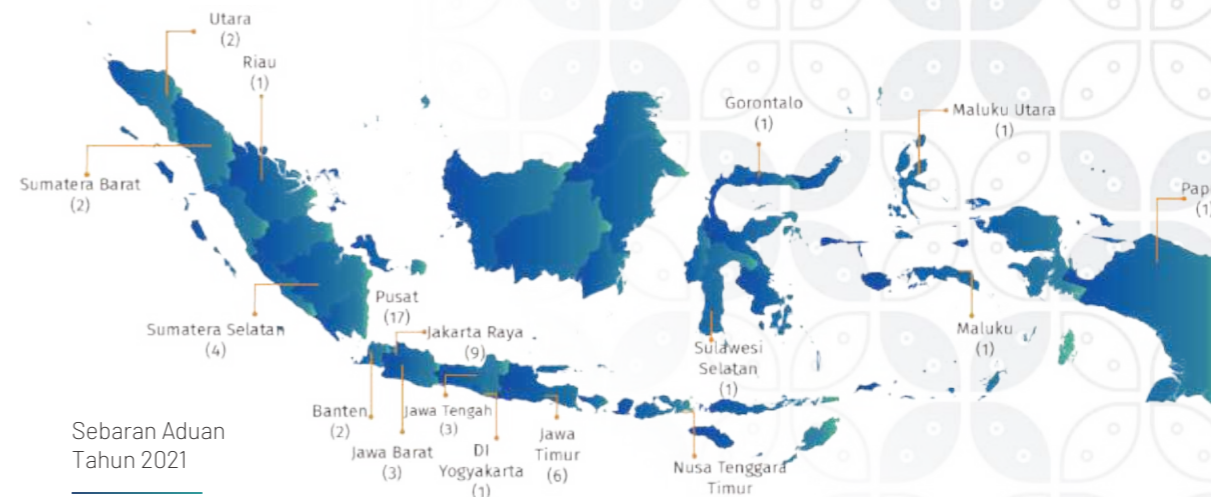 Utara
(2)
Riau
(1)
Sumatera Barat
(2)
Sumatera Selatan
(4)
Pusat
(17)
Jakarta Raya
(9)
Banten
(2)
Jawa Barat
(3)
Jawa Tengah
(3)
DI
Yogyakarta
(1)
Jawa
Timur
(6)
Gorontalo
(1)
Sulawesi
Selatan
(1)
Nusa Tenggara
Timur
Maluku Utara
(1)
Maluku
(1)
Pap
(1)
Sebaran Aduan
Tahun 2021